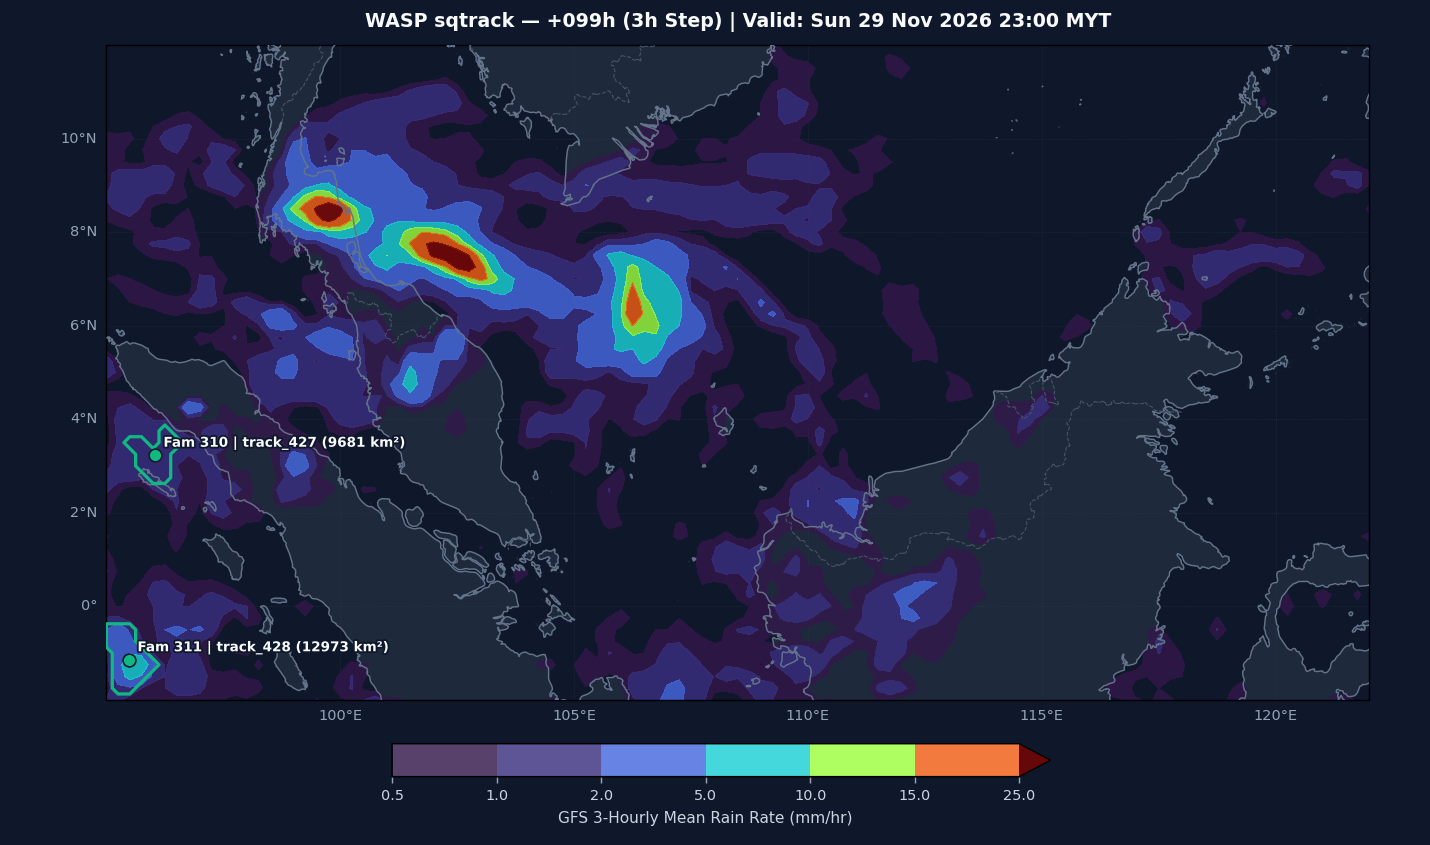 WASP sqtrack — +099h (3h Step) | Valid: Sun 29 Nov 2026 23:00 MYT
10°N
8°N
6°N
4°N
2°N
0°
Fam 310 | track_427 (9681 km²)
Fam 311 | track_428 (12973 km²)
100°E
105°E
110°E
115°E
120°E
0.5
1.0
2.0
5.0
10.0
15.0
25.0
GFS 3-Hourly Mean Rain Rate (mm/hr)